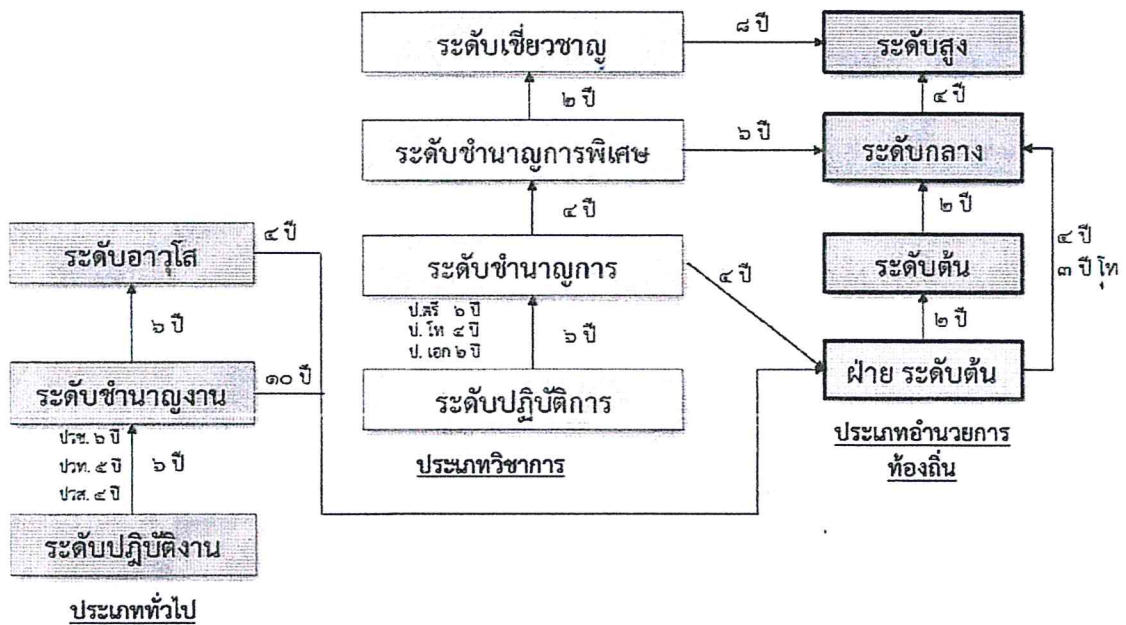 ระดับเชี่ยวชาญ
๘ ปี
ระดับสูง
๒ ปี
๔ ปี
ระดับชำนาญการพิเศษ
๖ ปี
ระดับกลาง
๔ ปี
๒ ปี
ระดับอาวุโส
๔ ปี
ระดับชำนาญการ
๔ ปี
ระดับต้น
๔ ปี
๓ ปี โท
๖ ปี
ป.ตรี ๖ ปี
ป. โท ๔ ปี
ป. เอก ๒ ปี
๖ ปี
๒ ปี
ระดับชำนาญงาน
๑๐ ปี
ระดับปฏิบัติการ
ฝ่าย ระดับต้น
ปวช. ๖ ปี
ปวท. ๕ ปี
ปวส. ๔ ปี
๖ ปี
ประเภทวิชาการ
ประเภทอำนวยการ
ท้องถิ่น
ระดับปฏิบัติงาน
ประเภททั่วไป